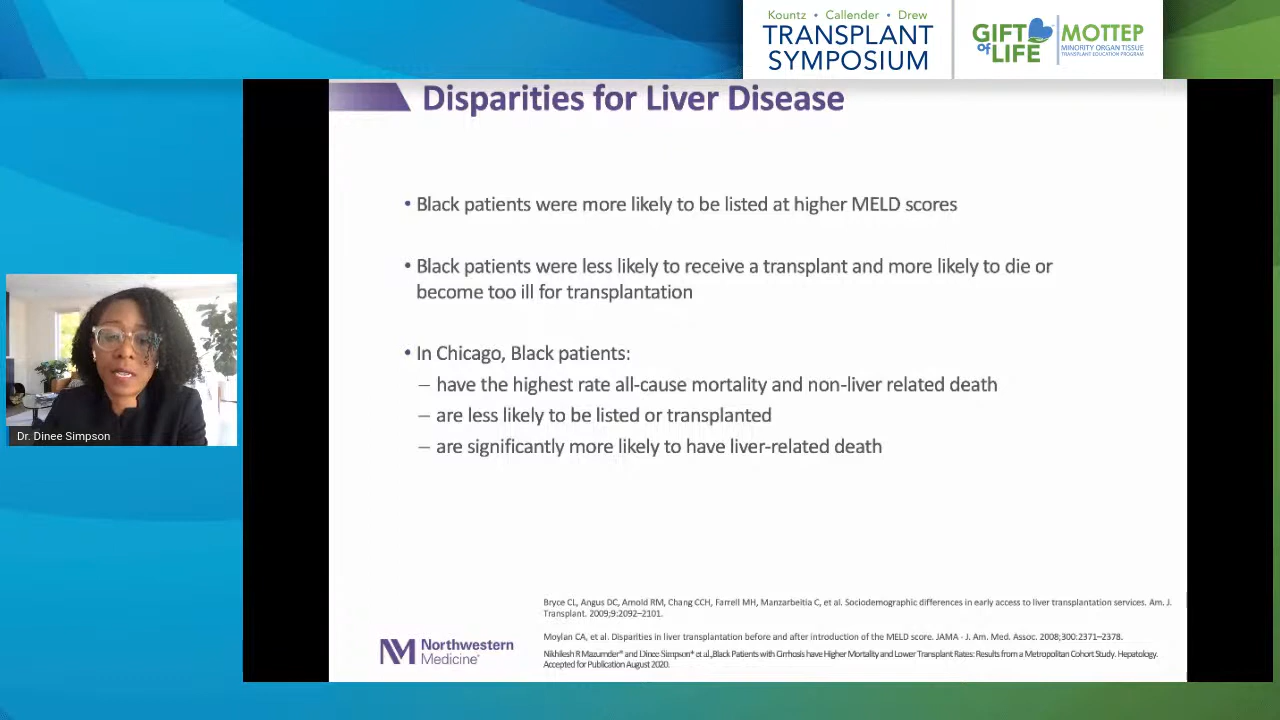 Kountz • Callender • Drew
TRANSPLANT
SYMPOSIUM
GIFT
of
LIFE
MOTTEP
MINORITY ORGAN TISSUE
TRANSPLANT EDUCATION PROGRAM
Disparities for Liver Disease
• Black patients were more likely to be listed at higher MELD scores
• Black patients were less likely to receive a transplant and more likely to die or
become too ill for transplantation
• In Chicago, Black patients:
– have the highest rate all-cause mortality and non-liver related death
– are less likely to be listed or transplanted
– are significantly more likely to have liver-related death
Dr. Dinee Simpson
Bryce CL, Angus DC, Arnold RM, Chang CCH, Farrell MH, Manzarbeitia C, et al. Sociodemographic differences in early access to liver transplantation services. Am. J.
Transplant. 2009;9:2092–2101.
Moylan CA, et al. Disparities in liver transplantation before and after introduction of the MELD score. JAMA - J. Am. Med. Assoc. 2008;300:2371–2378.
Nikhilesh R Mazumder* and Dinee Simpson* et al.,Black Patients with Cirrhosis have Higher Mortality and Lower Transplant Rates: Results from a Metropolitan Cohort Study. Hepatology.
Accepted for Publication August 2020.
NM Northwestern
Medicine®